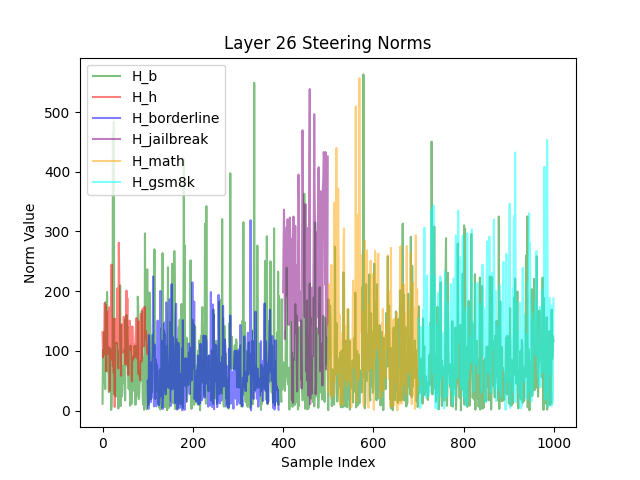 Layer 26 Steering Norms
H_b
H_h
H_borderline
H_jailbreak
H_math
H_gsm8k
Norm Value
500
400
300
200
100
0
0 200 400 600 800 1000
Sample Index